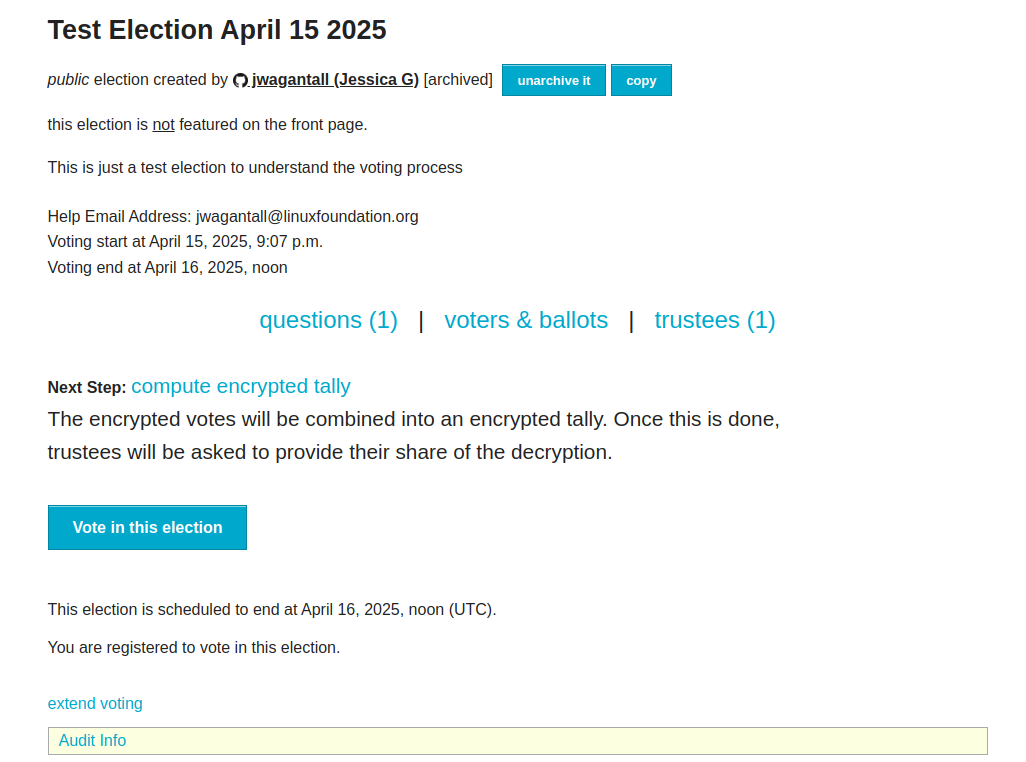 Test Election April 15 2025
public election created by jwagantall (Jessica G) [archived] unarchive it copy
this election is not featured on the front page.
This is just a test election to understand the voting process
Help Email Address: jwagantall@linuxfoundation.org
Voting start at April 15, 2025, 9:07 p.m.
Voting end at April 16, 2025, noon
questions (1) | voters & ballots | trustees (1)
Next Step: compute encrypted tally
The encrypted votes will be combined into an encrypted tally. Once this is done,
trustees will be asked to provide their share of the decryption.
Vote in this election
This election is scheduled to end at April 16, 2025, noon (UTC).
You are registered to vote in this election.
extend voting
Audit Info